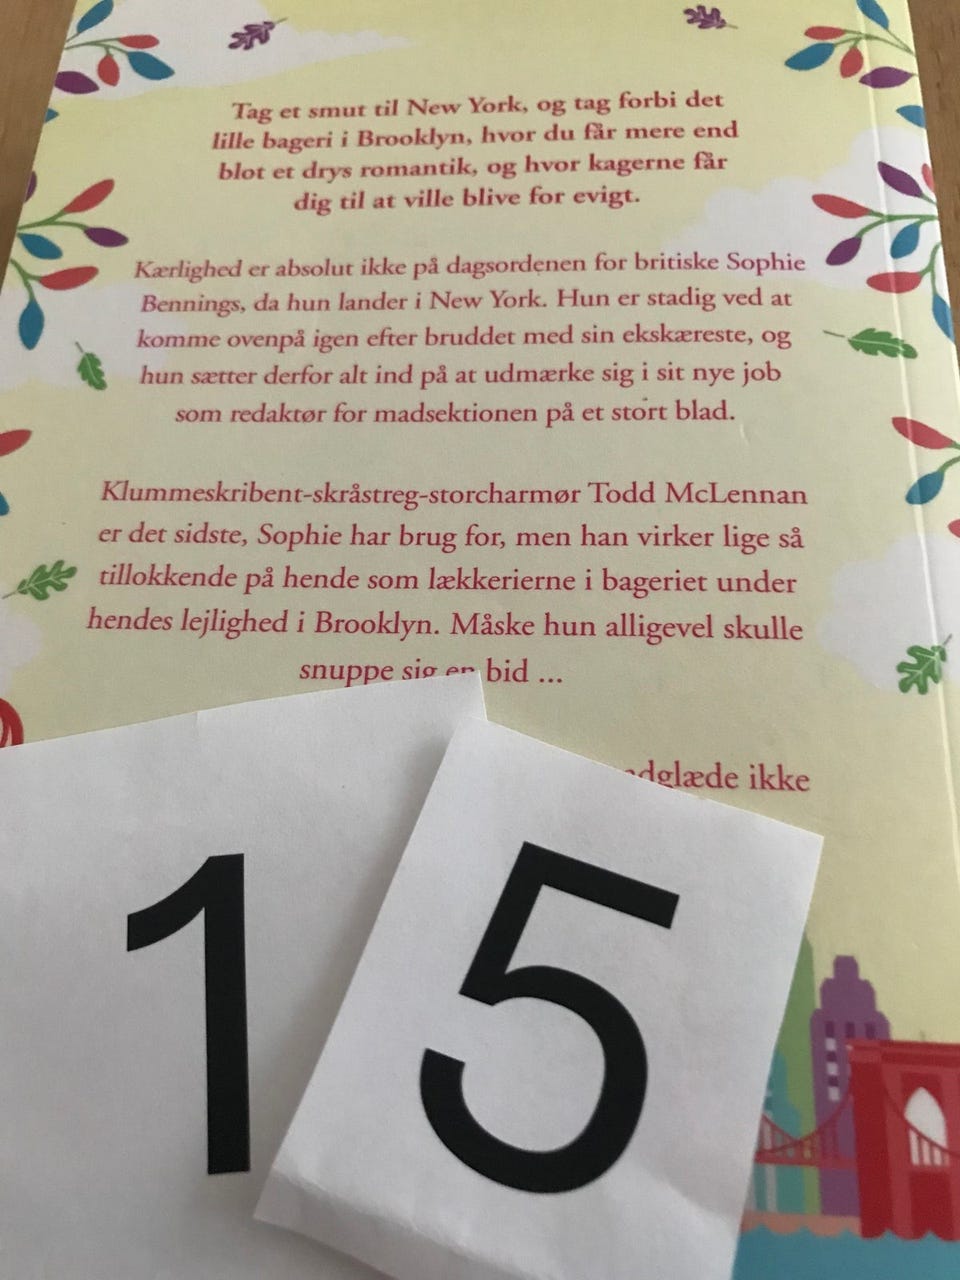 Tag et smut til New York, og tag forbi det
lille bageri i Brooklyn, hvor du får mere end
blot et drys romantik, og hvor kagerne får
dig til at ville blive for evigt.
Kærlighed er absolut ikke på dagsordenen for britiske Sophie
Bennings, da hun lander i New York. Hun er stadig ved at
komme ovenpå igen efter bruddet med sin ekskæreste, og
hun sætter derfor alt ind på at udmærke sig i sit nye job
som redaktør for madsektionen på et stort blad.
Klummeskribent-skråstreg-storcharmør Todd McLennan
er det sidste, Sophie har brug for, men han virker lige så
tillokkende på hende som lækkerierne i bageriet under
hendes lejlighed i Brooklyn. Måske hun alligevel skulle
snuppe sig en bid ...
ikke
15